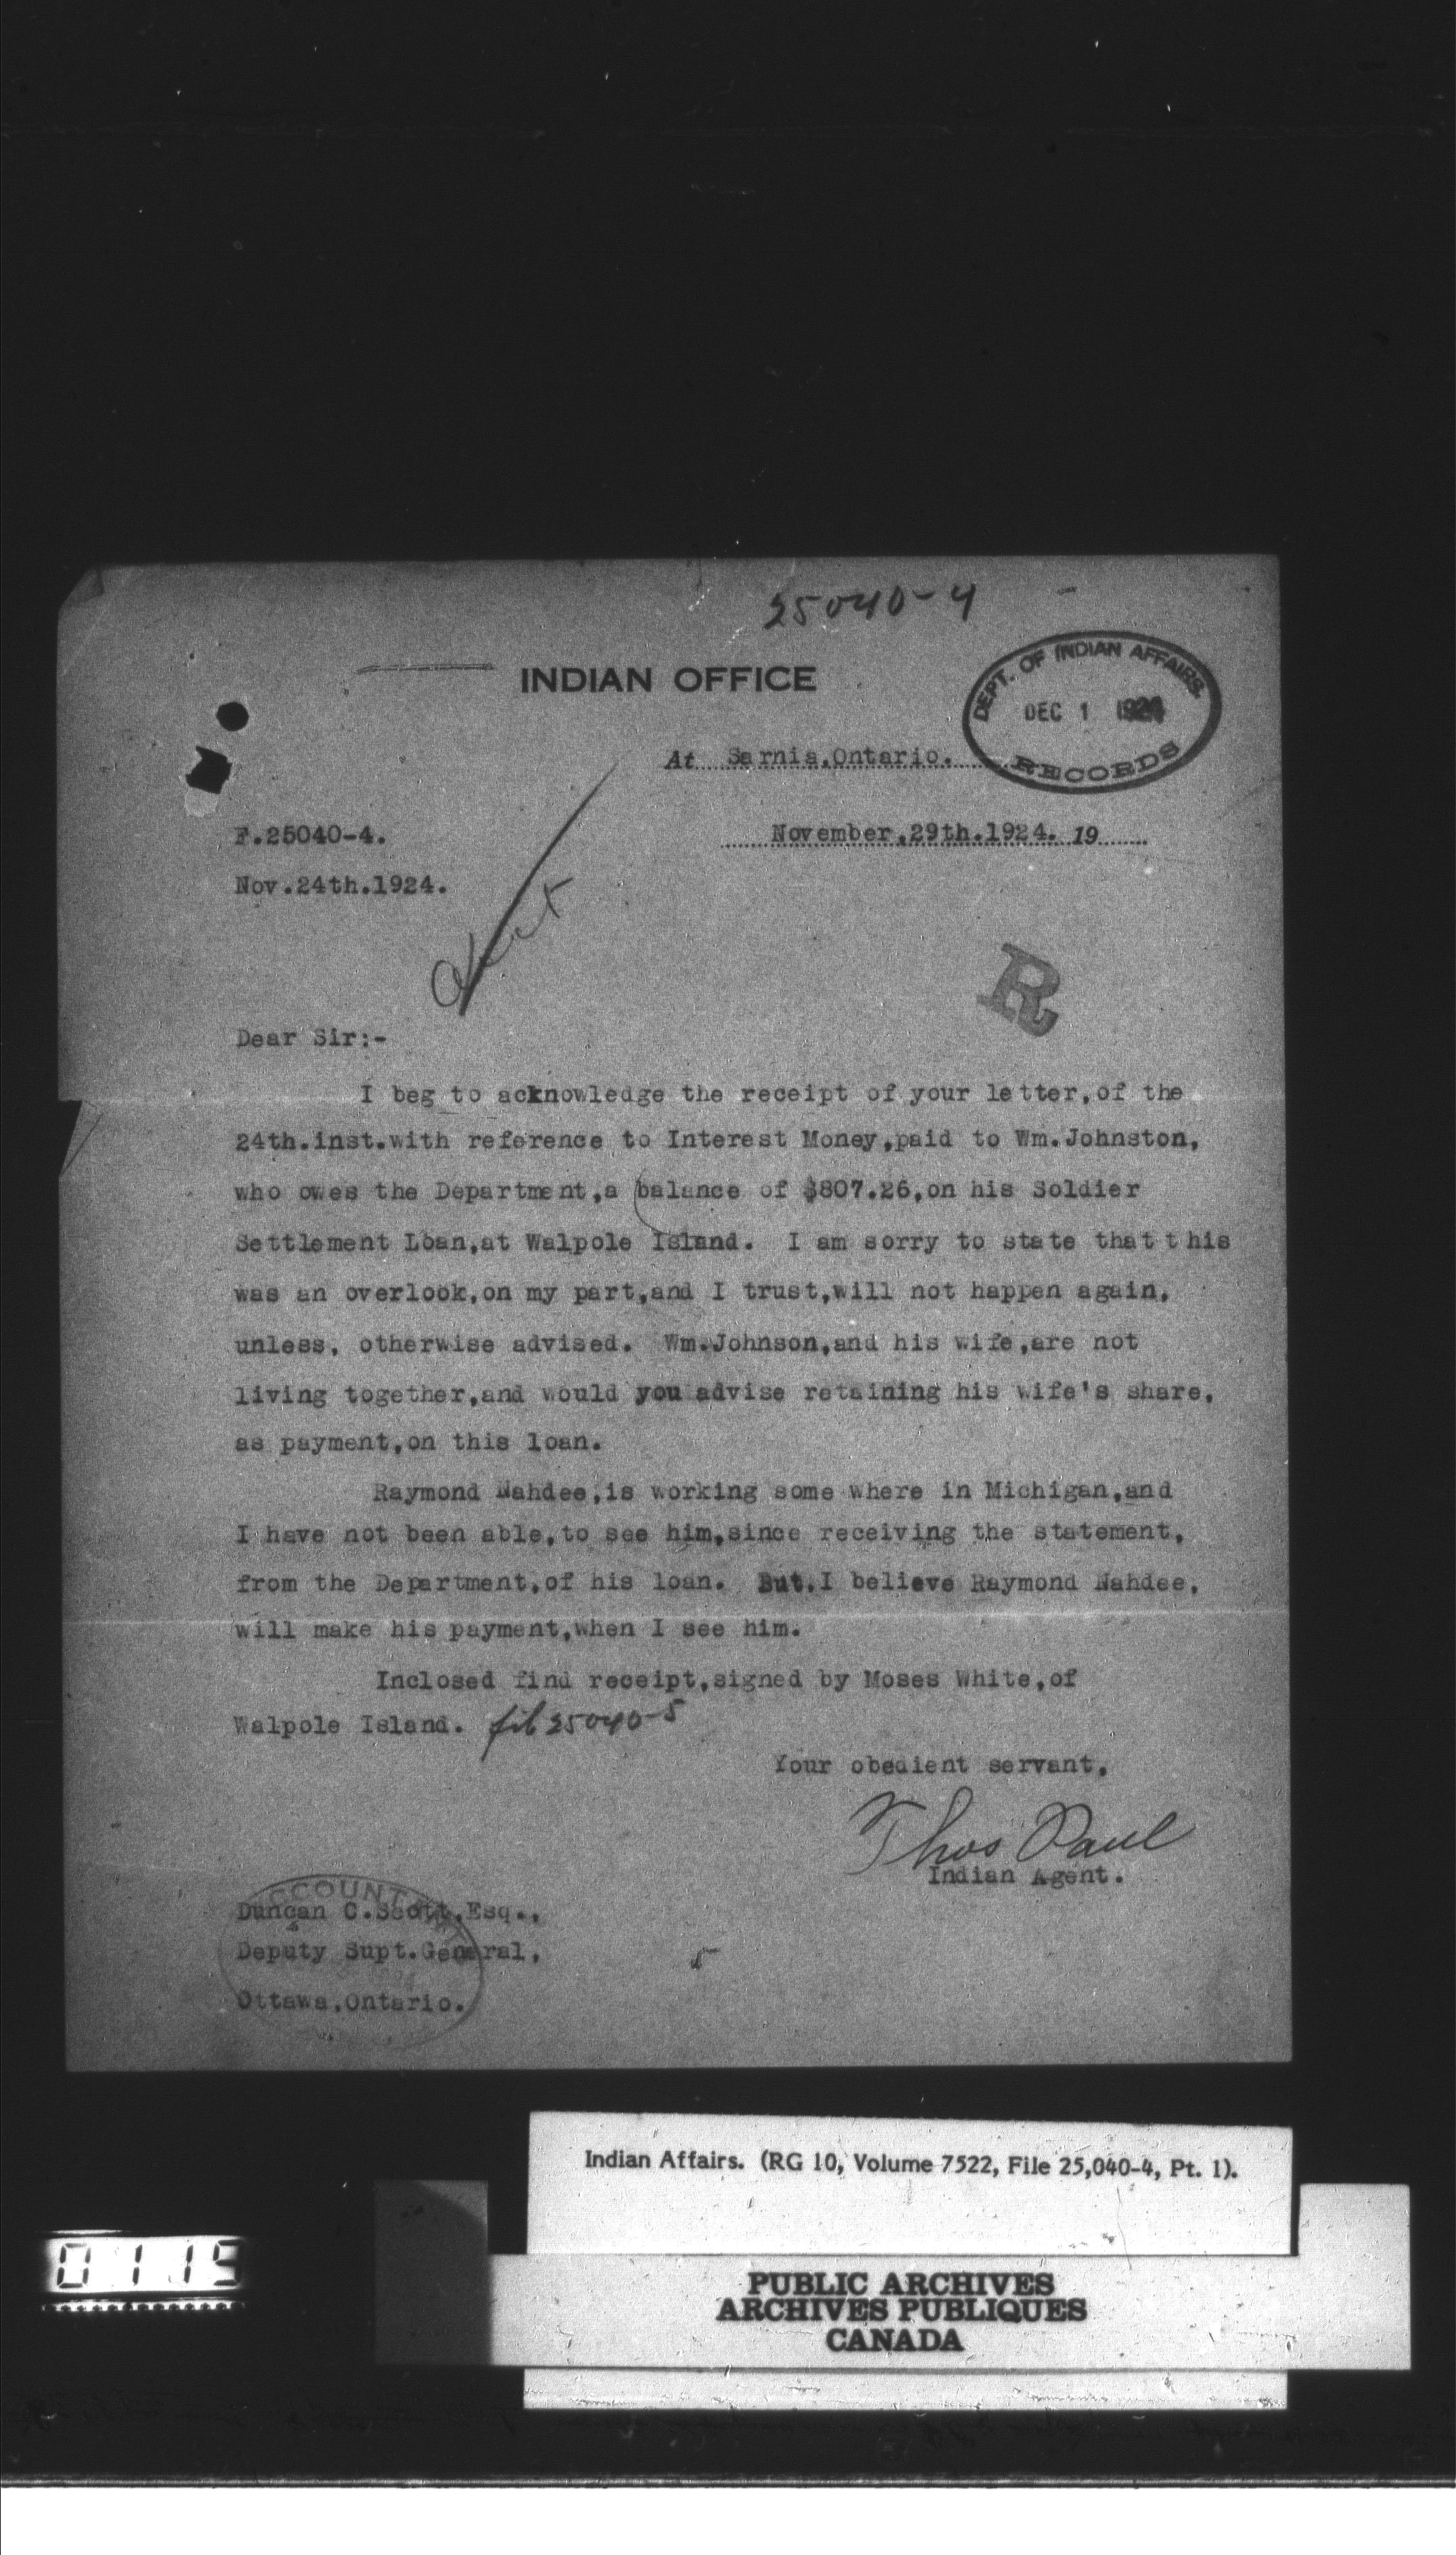 25040-4
INDIAN OFFICE
DEPT. OF INDIAN AFFAIRS.
DEC 1 1924
RECORDS
At Sarnia,Ontario.
F.25040-4.
November,29th.1924. 19
Nov.24th.1924.
R
Dear Sir:-
I beg to acknowledge the receipt of your letter,of the
24th.inst.with reference to Interest Money,paid to Wm.Johnston,
who owes the Department,a balance of $807.26,on his Soldier
Settlement Loan,at Walpole Island. I am sorry to state that t his
was an overlook,on my part,and I trust,will not happen again,
unless, otherwise advised. Wm.Johnson,and his wife,are not
living together,and would you advise retaining his wife's share,
as payment,on this loan.
Raymond Nahdee,is working some where in Michigan,and
I have not been able,to see him,since receiving the statement,
from the Department,of his loan. But,I believe Raymond Nahdee,
will make his payment,when I see him.
Inclosed find receipt,signed by Moses White,of
Walpole Island. fil 25040-5
Your obedient servant,
Thos Paul
Indian Agent.
ACCOUNTANT
Duncan C.Scott,Esq.,
Deputy Supt.General,
Ottawa,Ontario.
Indian Affairs. (RG 10, Volume 7522, File 25,040-4, Pt. 1).
0115
PUBLIC ARCHIVES
ARCHIVES PUBLIQUES
CANADA